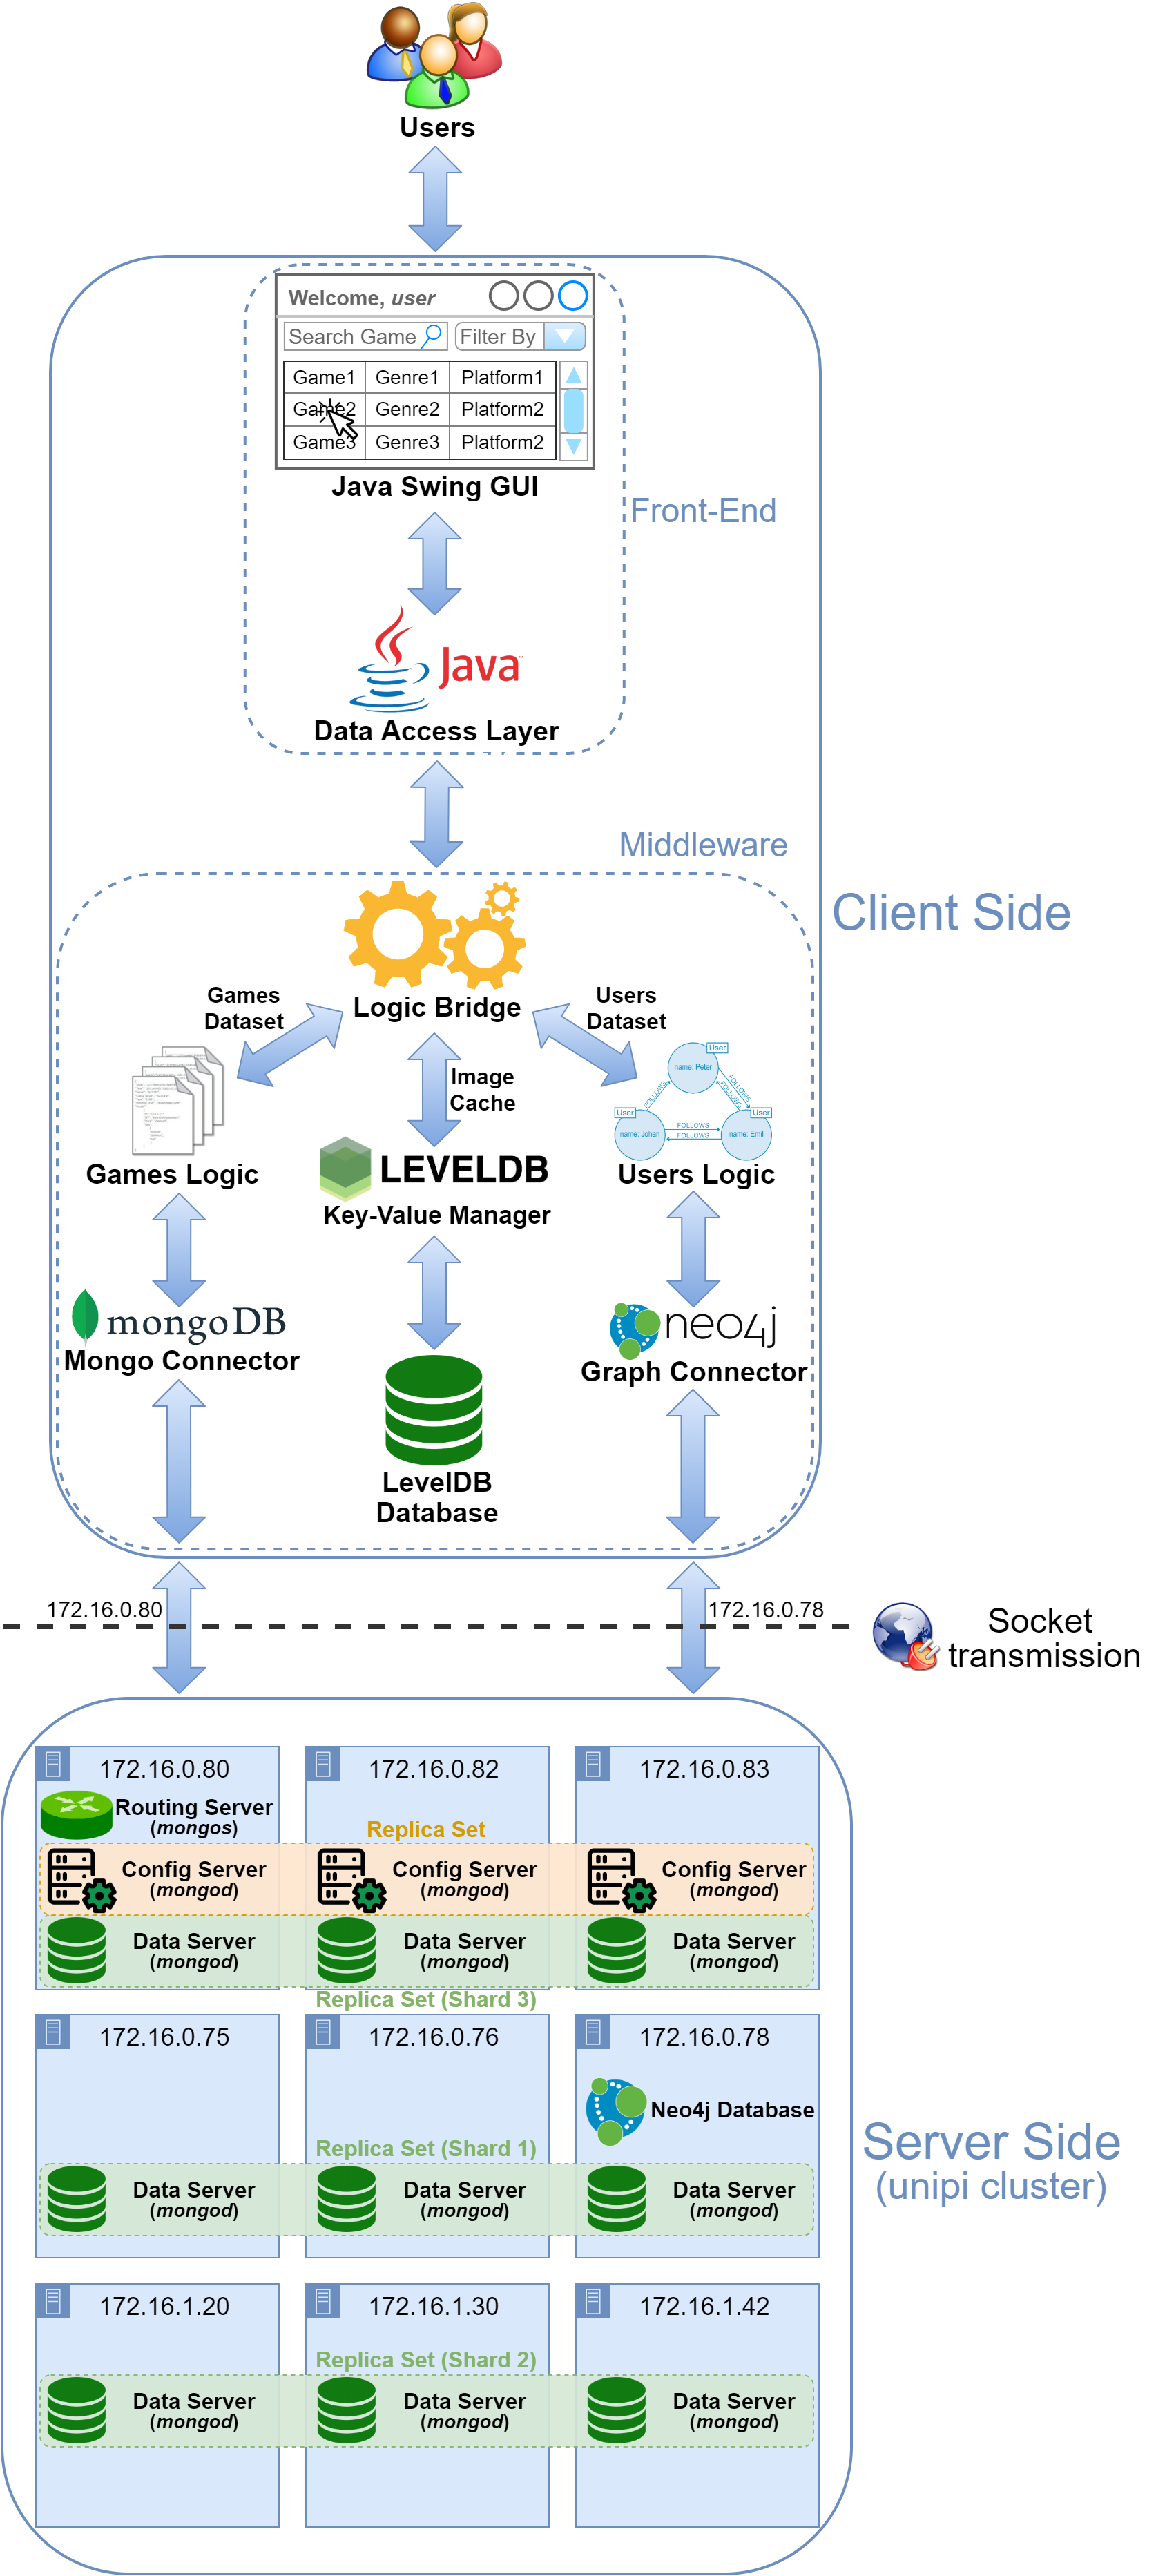 Users
Welcome, user
Search Game
Filter By
Game1 Genre1 Platform1
Game2 Genre2 Platform2
Game3 Genre3 Platform2
Java Swing GUI
Front-End
Java™
Data Access Layer
Middleware
Client Side
Logic Bridge
Games
Dataset
Users
Dataset
Image
Cache
User
name: Peter
FOLLOWS
FOLLOWS
FOLLOWS
User
User
name: Johan
FOLLOWS
FOLLOWS
name: Emil
Games Logic
LEVELDB
Key-Value Manager
Users Logic
mongoDB
Mongo Connector
neo4j
Graph Connector
LevelDB
Database
172.16.0.80
172.16.0.78
Socket
transmission
172.16.0.80
172.16.0.82
172.16.0.83
Routing Server
(mongos)
Replica Set
Config Server
(mongod)
Config Server
(mongod)
Config Server
(mongod)
Data Server
(mongod)
Data Server
(mongod)
Data Server
(mongod)
Replica Set (Shard 3)
172.16.0.75
172.16.0.76
172.16.0.78
Neo4j Database
Server Side
(unipi cluster)
Replica Set (Shard 1)
Data Server
(mongod)
Data Server
(mongod)
Data Server
(mongod)
172.16.1.20
172.16.1.30
172.16.1.42
Replica Set (Shard 2)
Data Server
(mongod)
Data Server
(mongod)
Data Server
(mongod)